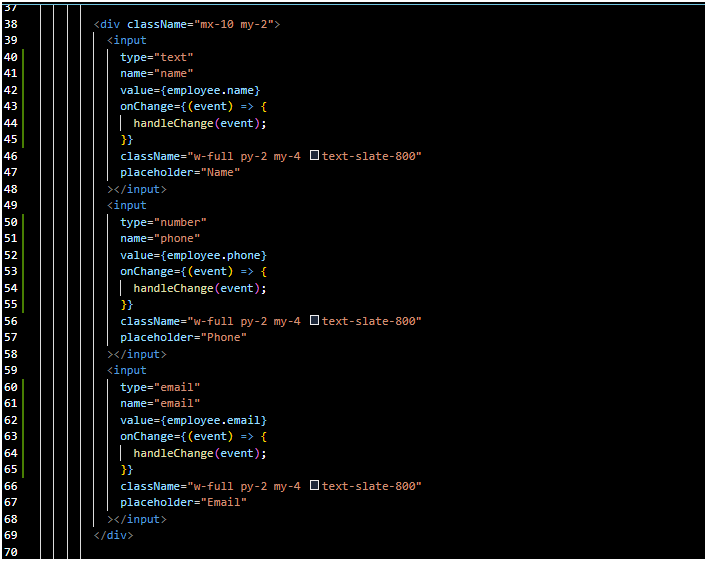 37
38 <div className="mx-10 my-2">
39 <input
40 type="text"
41 name="name"
42 value={employee.name}
43 onChange={(event) => {
44 handleChange(event);
45 }}
46 className="w-full py-2 my-4 text-slate-800"
47 placeholder="Name"
48 ></input>
49 <input
50 type="number"
51 name="phone"
52 value={employee.phone}
53 onChange={(event) => {
54 handleChange(event);
55 }}
56 className="w-full py-2 my-4 text-slate-800"
57 placeholder="Phone"
58 ></input>
59 <input
60 type="email"
61 name="email"
62 value={employee.email}
63 onChange={(event) => {
64 handleChange(event);
65 }}
66 className="w-full py-2 my-4 text-slate-800"
67 placeholder="Email"
68 ></input>
69 </div>
70